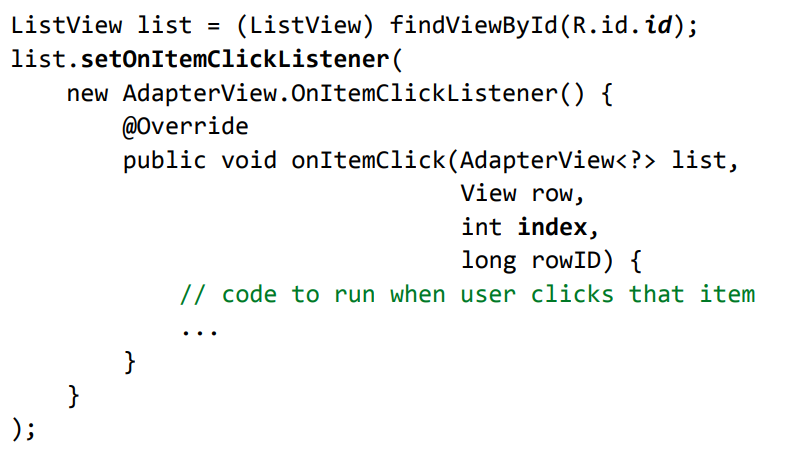 ListView list = (ListView) findViewById(R.id.id);
list.setOnItemClickListener(
    new AdapterView.OnItemClickListener() {
        @Override
        public void onItemClick(AdapterView<?> list,
                                View row,
                                int index,
                                long rowID) {
            // code to run when user clicks that item
            ...
        }
    }
);